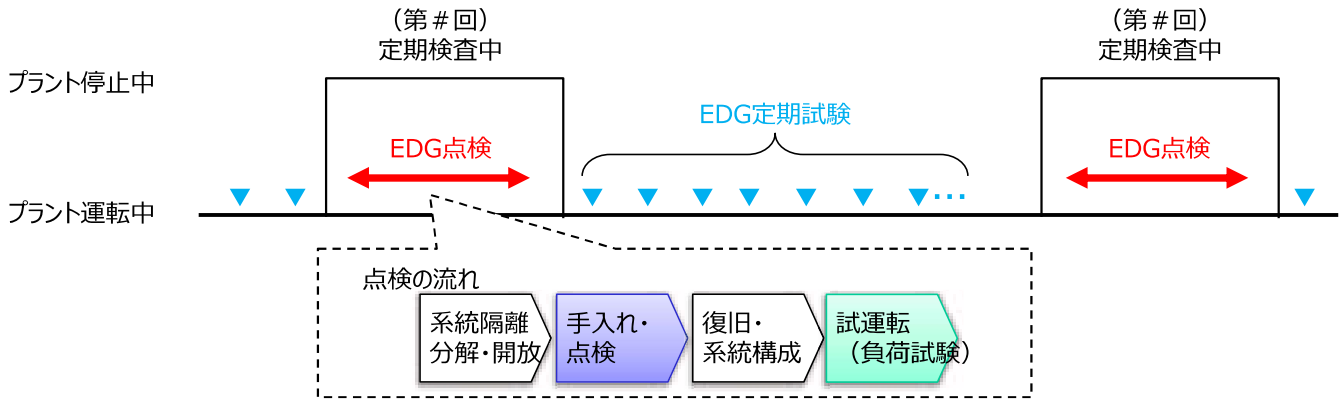 （第＃回）
定期検査中
（第＃回）
定期検査中
プラント停止中
EDG定期試験
EDG点検
EDG点検
プラント運転中
点検の流れ
系統隔離
分解・開放
手入れ・
点検
復旧・
系統構成
試運転
（負荷試験）